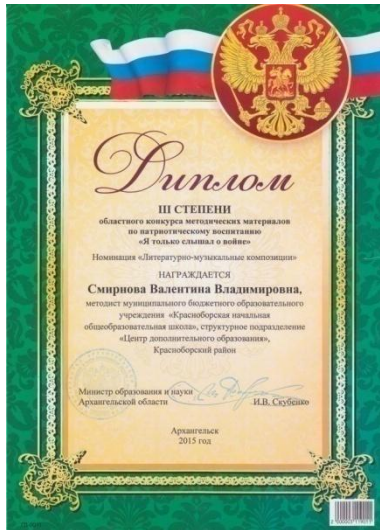 Диплом
III СТЕПЕНИ
областного конкурса методических материалов
по патриотическому воспитанию
«Я только слышал о войне»
Номинация «Литературно-музыкальные композиции»
НАГРАЖДАЕТСЯ
Смирнова Валентина Владимировна,
методист муниципального бюджетного образовательного
учреждения «Красноборская начальная
общеобразовательная школа», структурное подразделение
«Центр дополнительного образования»,
Красноборский район
Министр образования и науки
Архангельской области И.В. Скубенко
Архангельск
2015 год